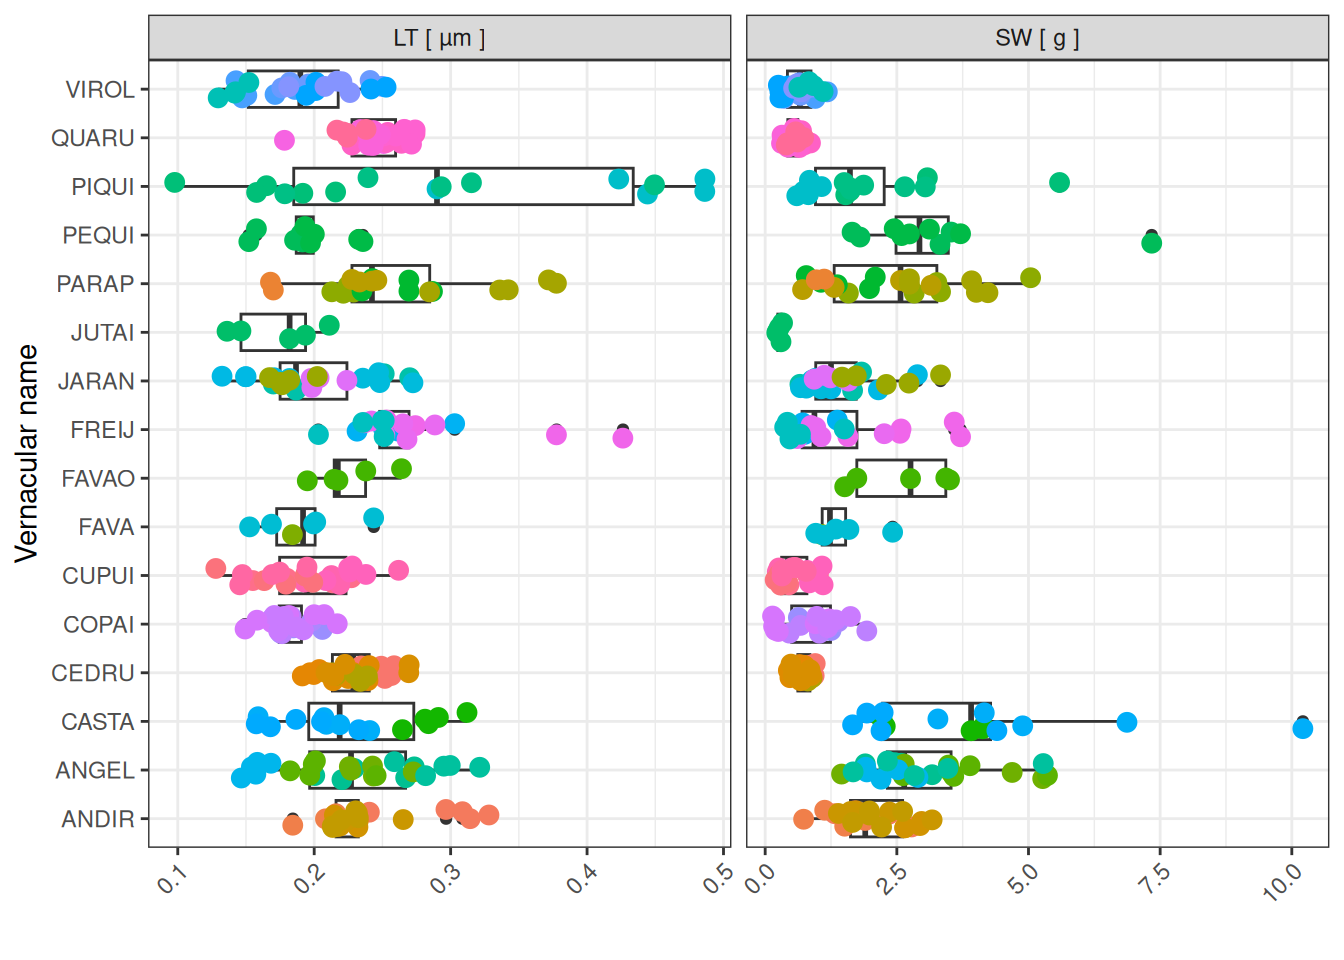 LT [ µm ]
SW [ g ]
Vernacular name
VIROL
QUARU
PIQUI
PEQUI
PARAP
JUTAI
JARAN
FREIJ
FAVAO
FAVA
CUPUI
COPAI
CEDRU
CASTA
ANGEL
ANDIR
0.1 0.2 0.3 0.4 0.5
0.0 2.5 5.0 7.5 10.0